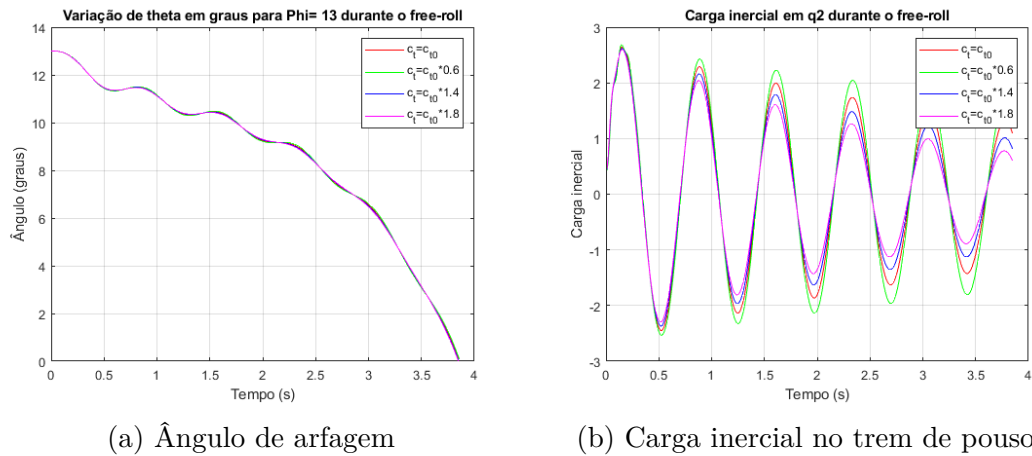 Variação de theta em graus para Phi= 13 durante o free-roll
14
12
10
8
6
4
2
0
Ângulo (graus)
0 0.5 1 1.5 2 2.5 3 3.5 4
Tempo (s)
c_t=c_t0
c_t=c_t0*0.6
c_t=c_t0*1.4
c_t=c_t0*1.8
(a) Ângulo de arfagem
Carga inercial em q2 durante o free-roll
3
2
1
0
-1
-2
-3
Carga inercial
0 0.5 1 1.5 2 2.5 3 3.5 4
Tempo (s)
c_t=c_t0
c_t=c_t0*0.6
c_t=c_t0*1.4
c_t=c_t0*1.8
(b) Carga inercial no trem de pouso